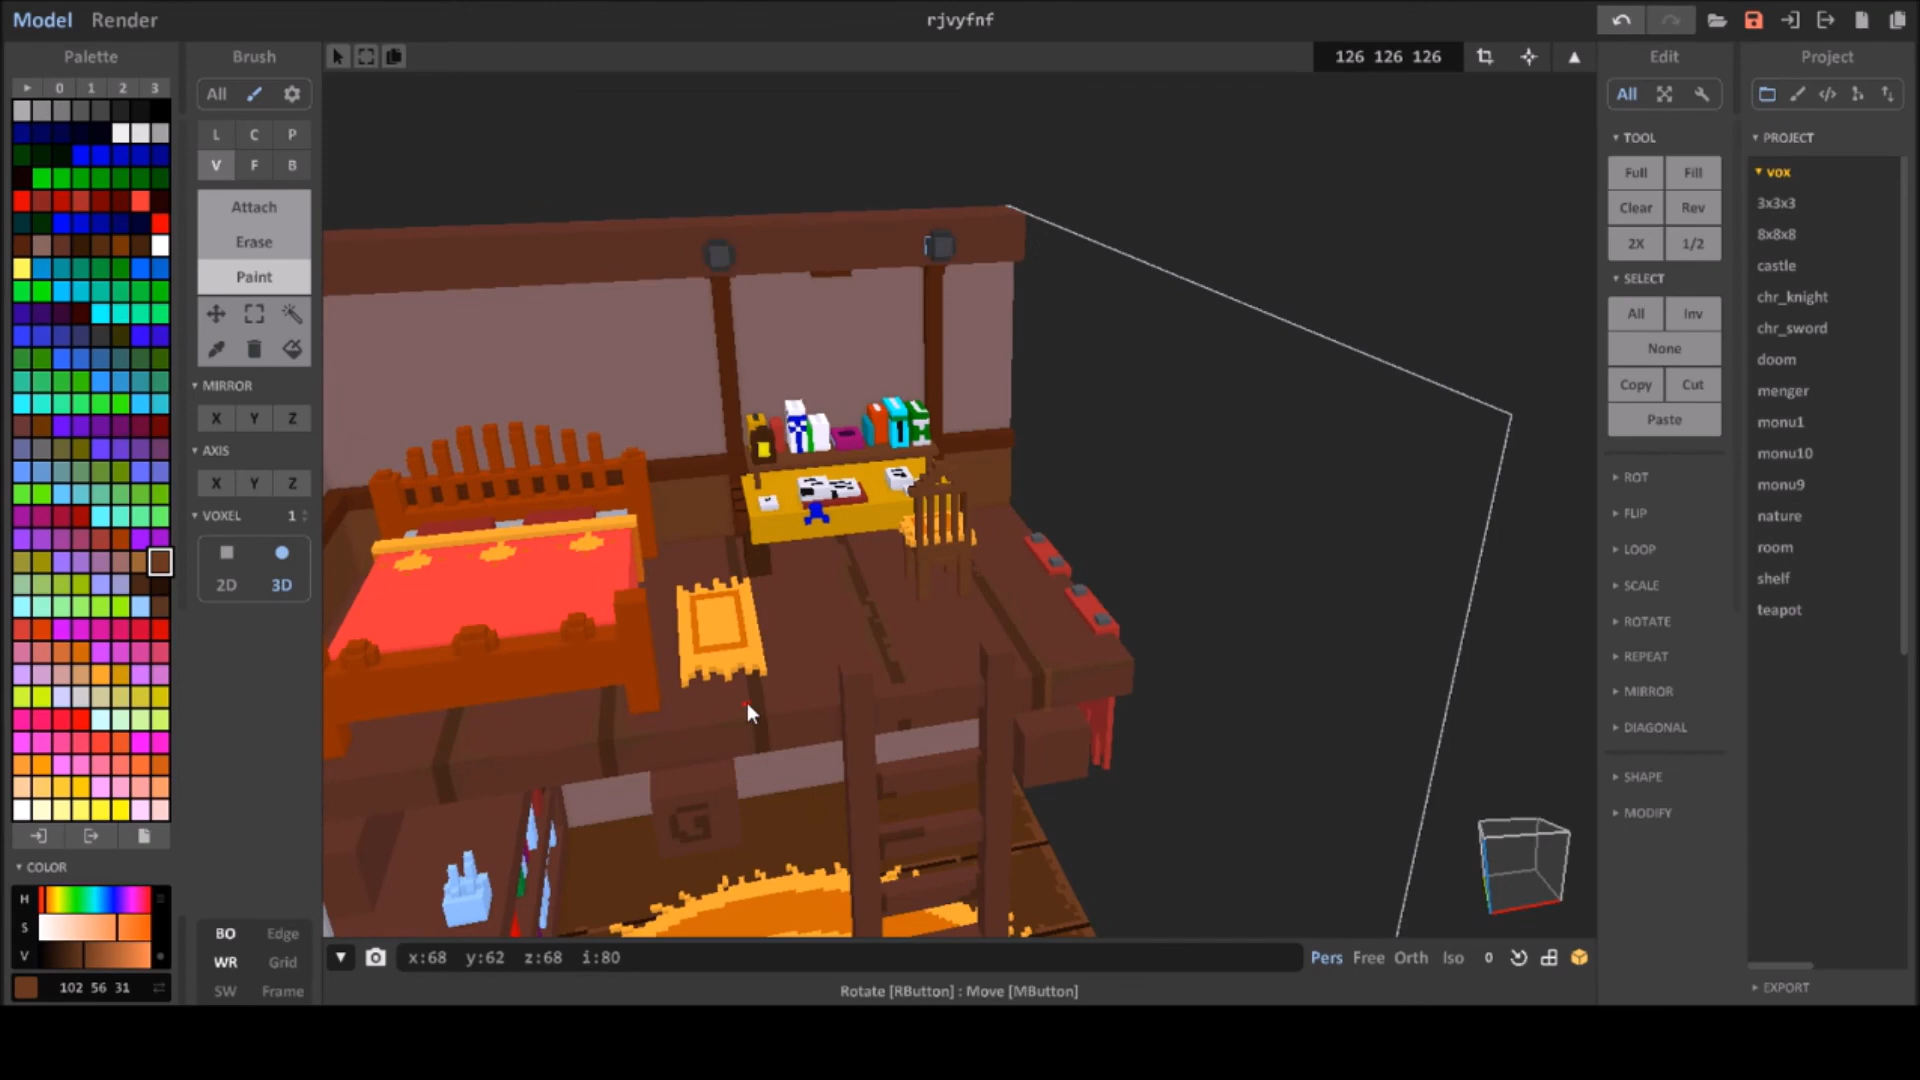 Model Render
rjvyfnf
Palette
Brush
126 126 126
Edit
Project
0 1 2 3
All
All
L C P
V F B
Attach
Erase
Paint
MIRROR
X Y Z
AXIS
X Y Z
VOXEL 1
2D 3D
TOOL
Full Fill
Clear Rev
2X 1/2
SELECT
All Inv
None
Copy Cut
Paste
ROT
FLIP
LOOP
SCALE
ROTATE
REPEAT
MIRROR
DIAGONAL
SHAPE
MODIFY
PROJECT
vox
3x3x3
8x8x8
castle
chr_knight
chr_sword
doom
menger
monu1
monu10
monu9
nature
room
shelf
teapot
EXPORT
G
COLOR
H
S
V
102 56 31
BO Edge
WR Grid
SW Frame
x:68 y:62 z:68 i:80
Pers Free Orth Iso 0
Rotate [RButton] : Move [MButton]